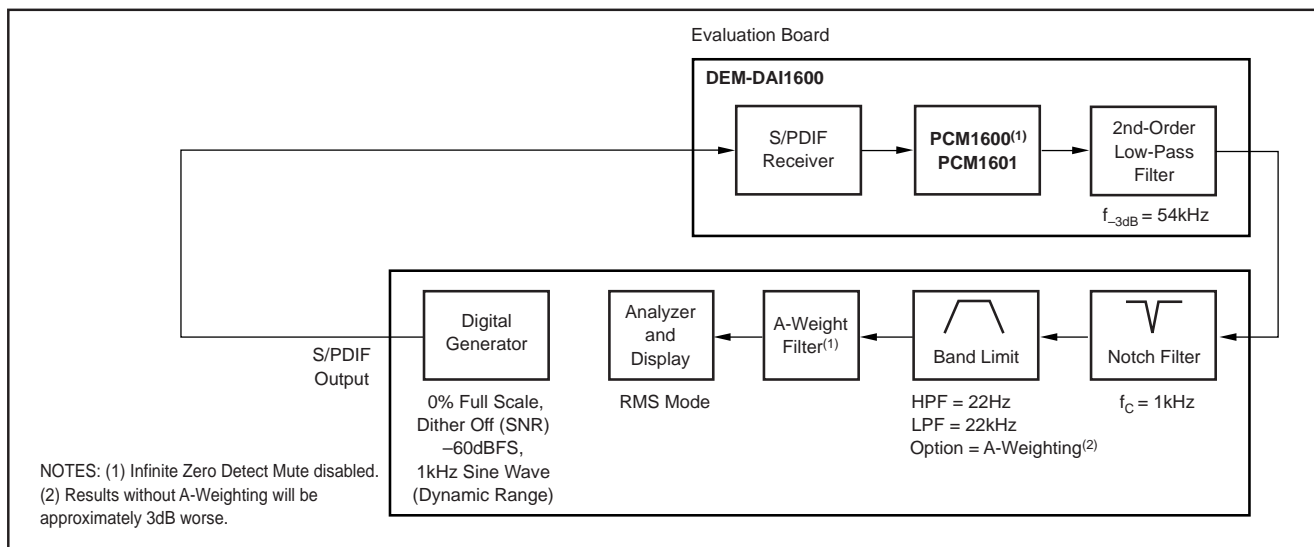 Evaluation Board
DEM-DAI1600
S/PDIF
Receiver
PCM1600(1)
PCM1601
2nd-Order
Low-Pass
Filter
f–3dB = 54kHz
S/PDIF
Output
Digital
Generator
0% Full Scale,
Dither Off (SNR)
–60dBFS,
1kHz Sine Wave
(Dynamic Range)
Analyzer
and
Display
RMS Mode
A-Weight
Filter(1)
Band Limit
HPF = 22Hz
LPF = 22kHz
Option = A-Weighting(2)
Notch Filter
fC = 1kHz
NOTES: (1) Infinite Zero Detect Mute disabled.
(2) Results without A-Weighting will be
approximately 3dB worse.